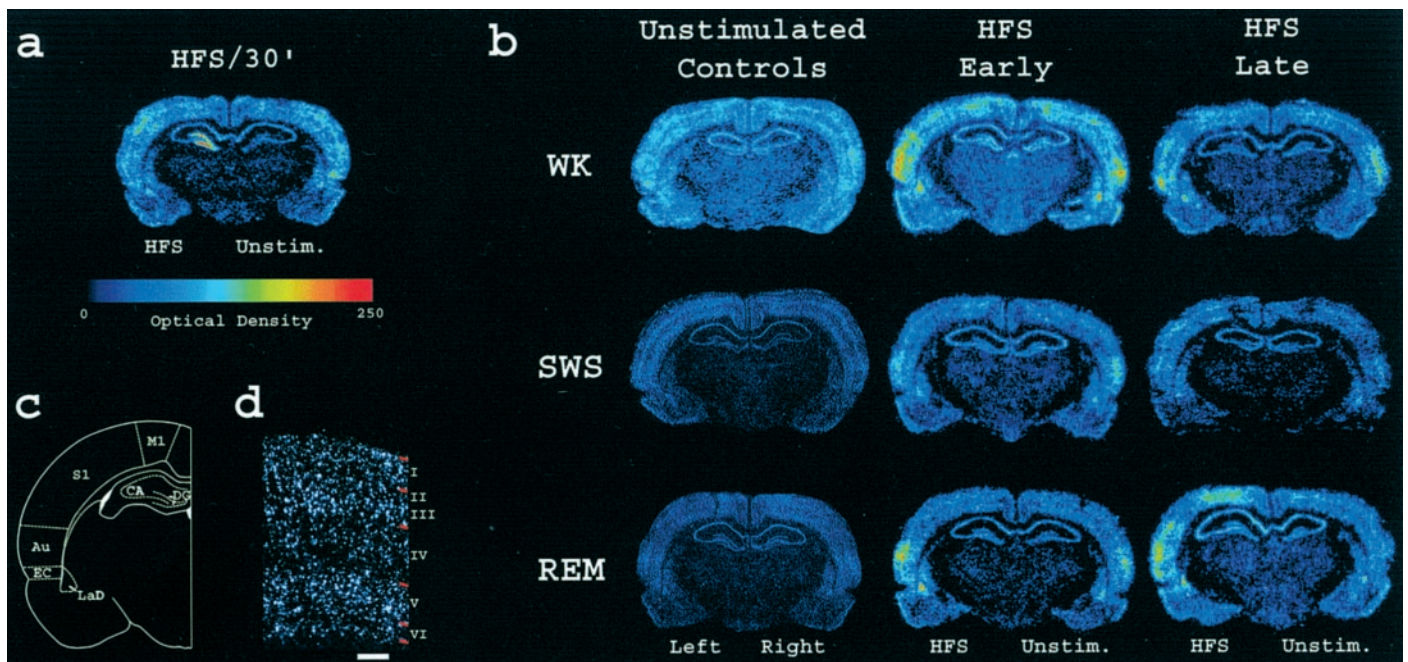 a
HFS/30'
HFS Unstim.
0 250
Optical Density
b
Unstimulated Controls
HFS Early
HFS Late
WK
SWS
REM
Left Right
HFS Unstim.
HFS Unstim.
c
M1
S1
CA
DG
Au
EC
LaD
d
I
II
III
IV
V
VI